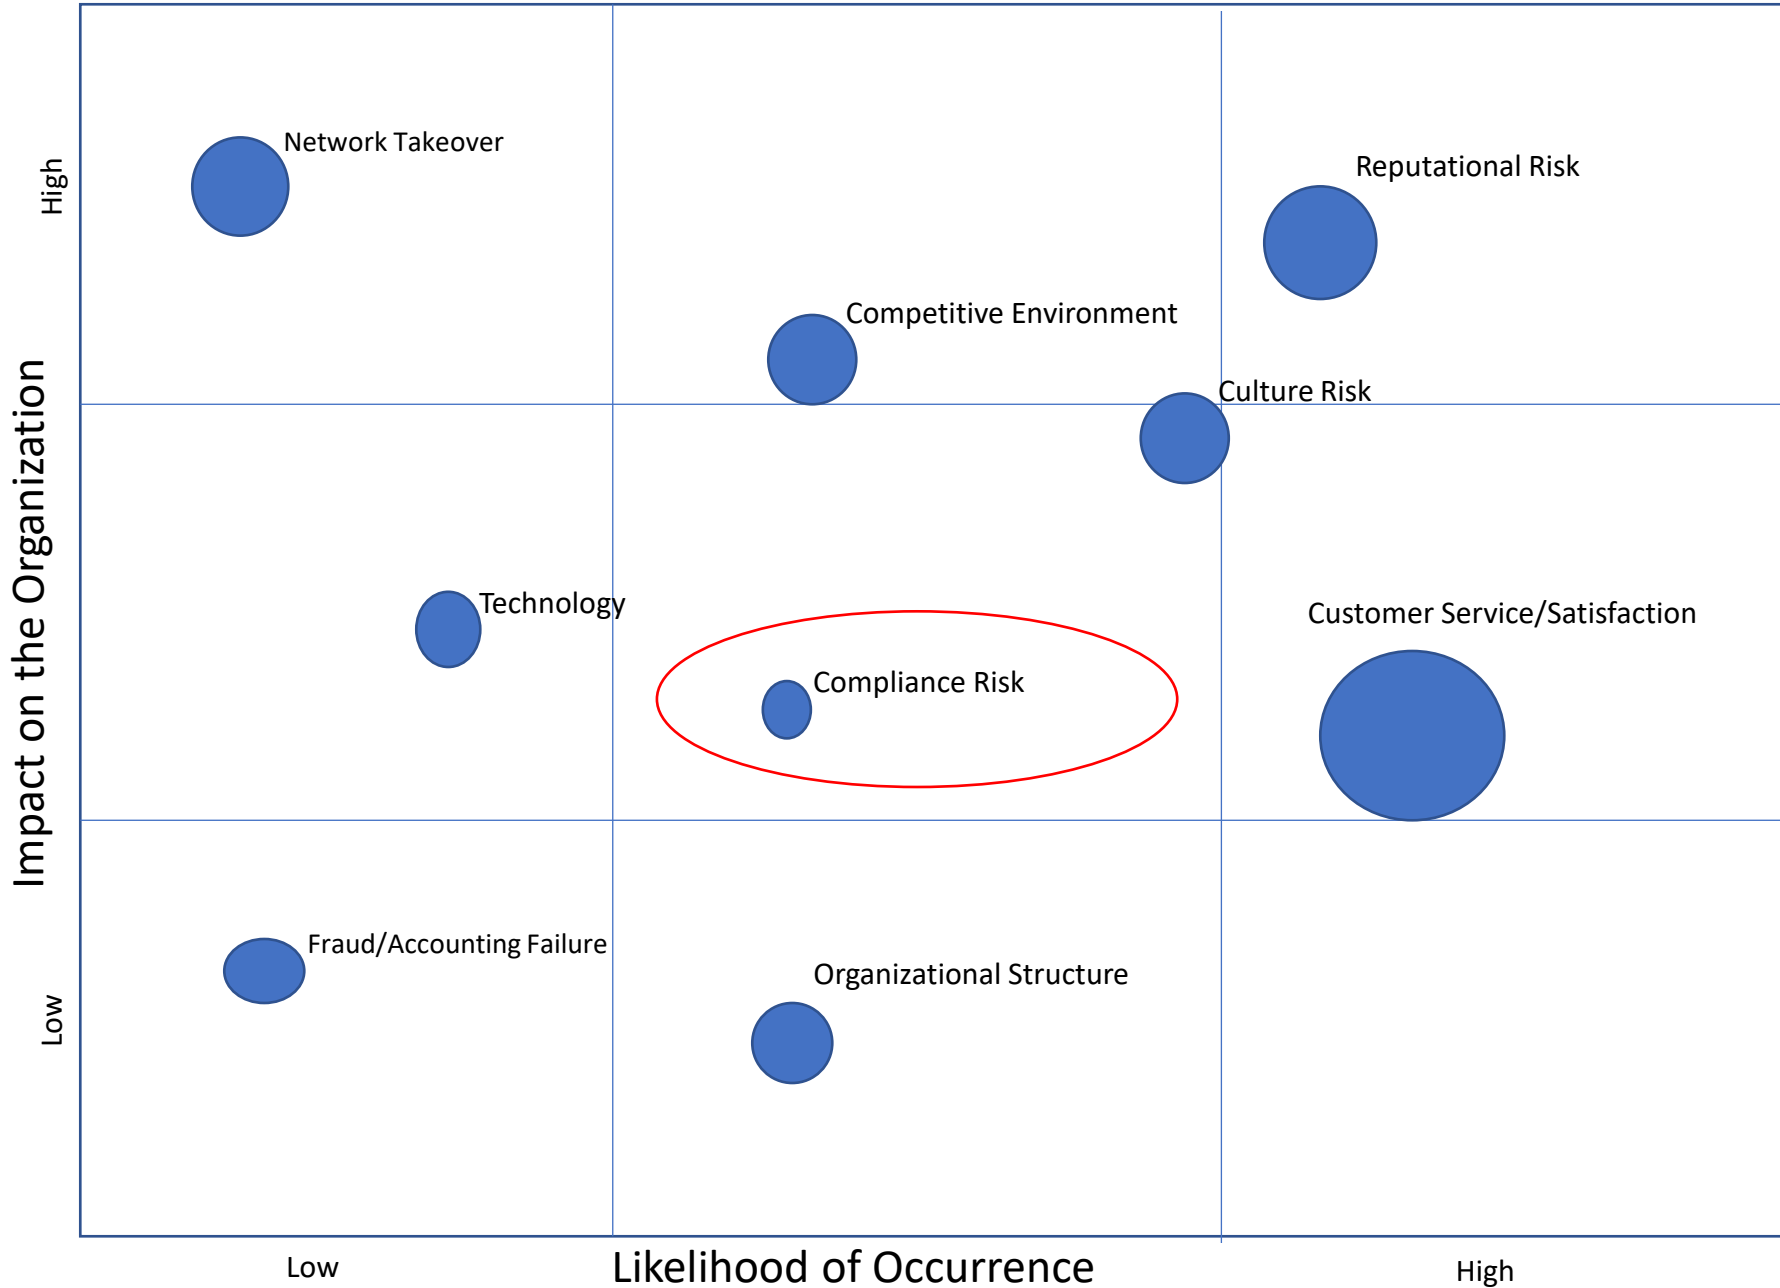 Network Takeover
Reputational Risk
High
Competitive Environment
Culture Risk
Impact on the Organization
Technology
Customer Service/Satisfaction
Compliance Risk
Fraud/Accounting Failure
Organizational Structure
Low
Low
Likelihood of Occurrence
High